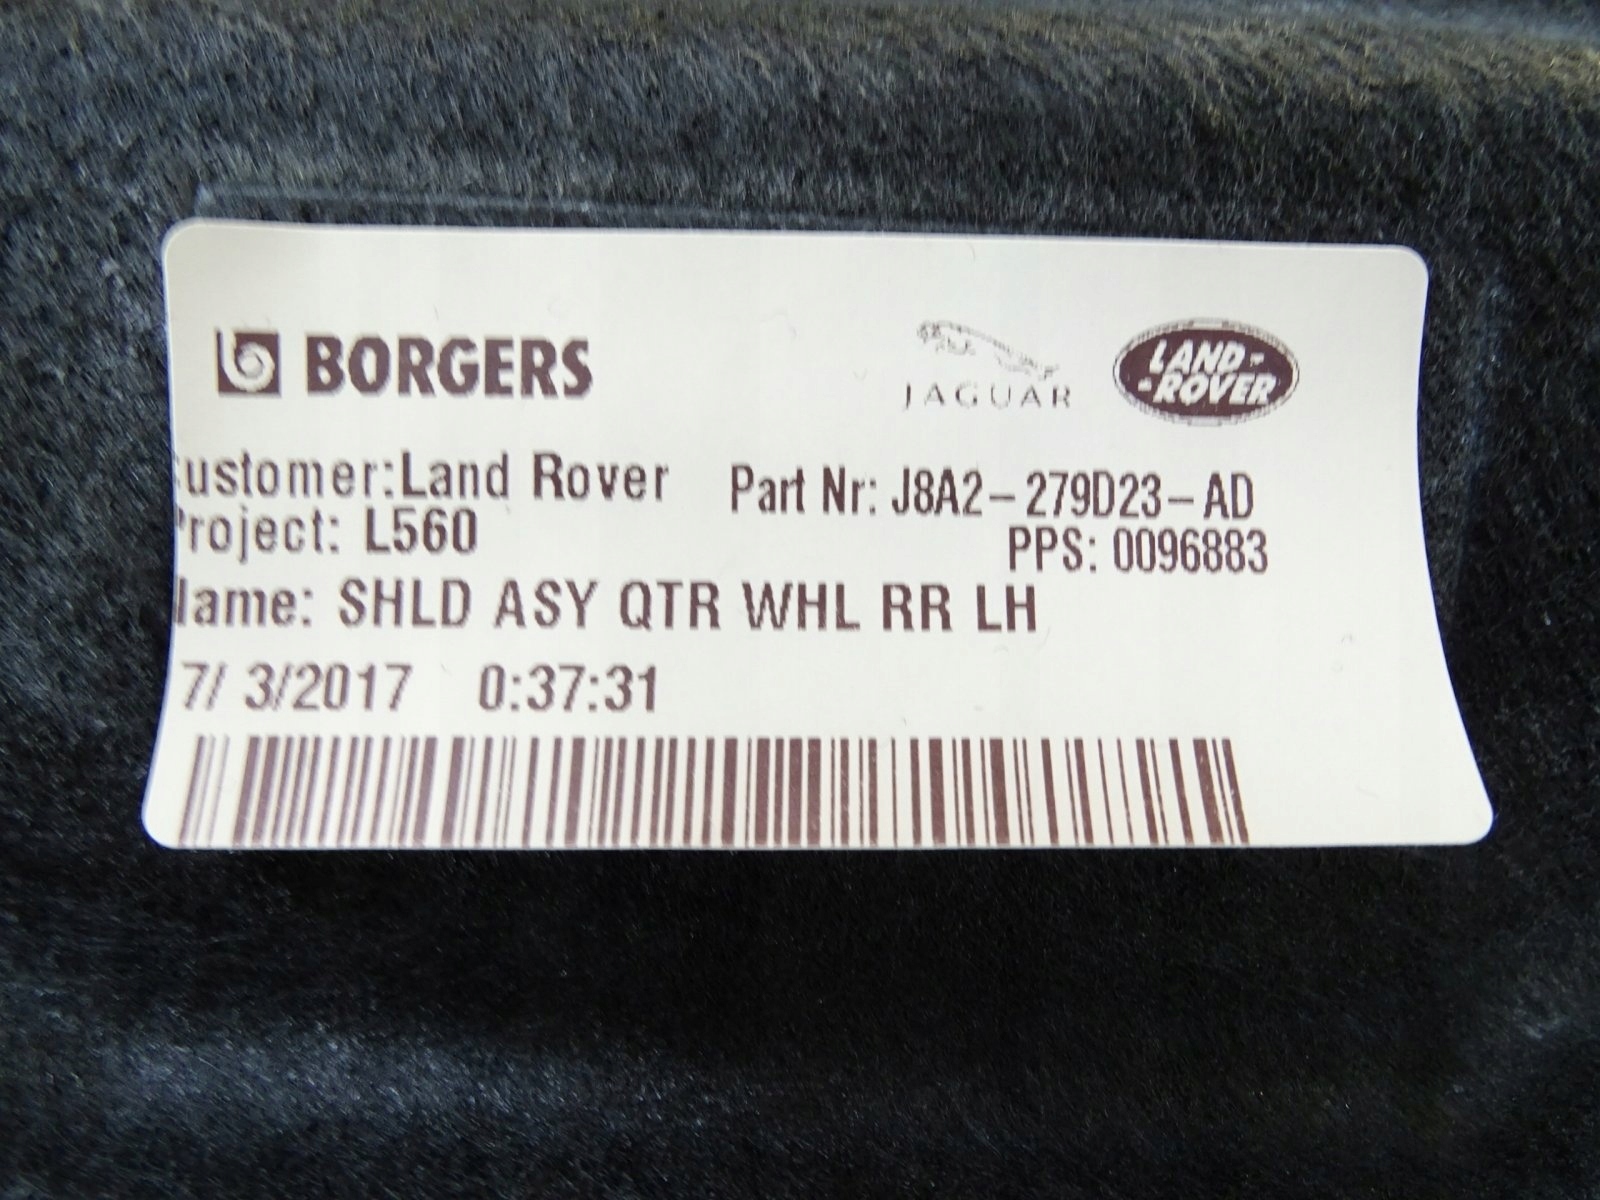 BORGERS
JAGUAR
LAND-
-ROVER
ustomer:Land Rover Part Nr: J8A2-279D23-AD
roject: L560
PPS: 0096883
ame: SHLD ASY QTR WHL RR LH
7/ 3/2017 0:37:31